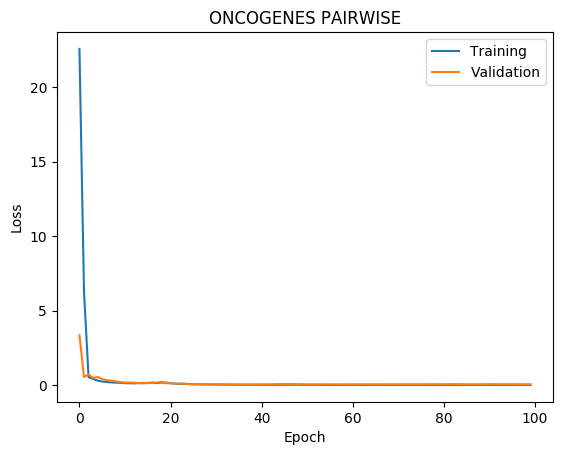 ONCOGENES PAIRWISE
Training
Validation
Loss
20
15
10
5
0
0 20 40 60 80 100
Epoch